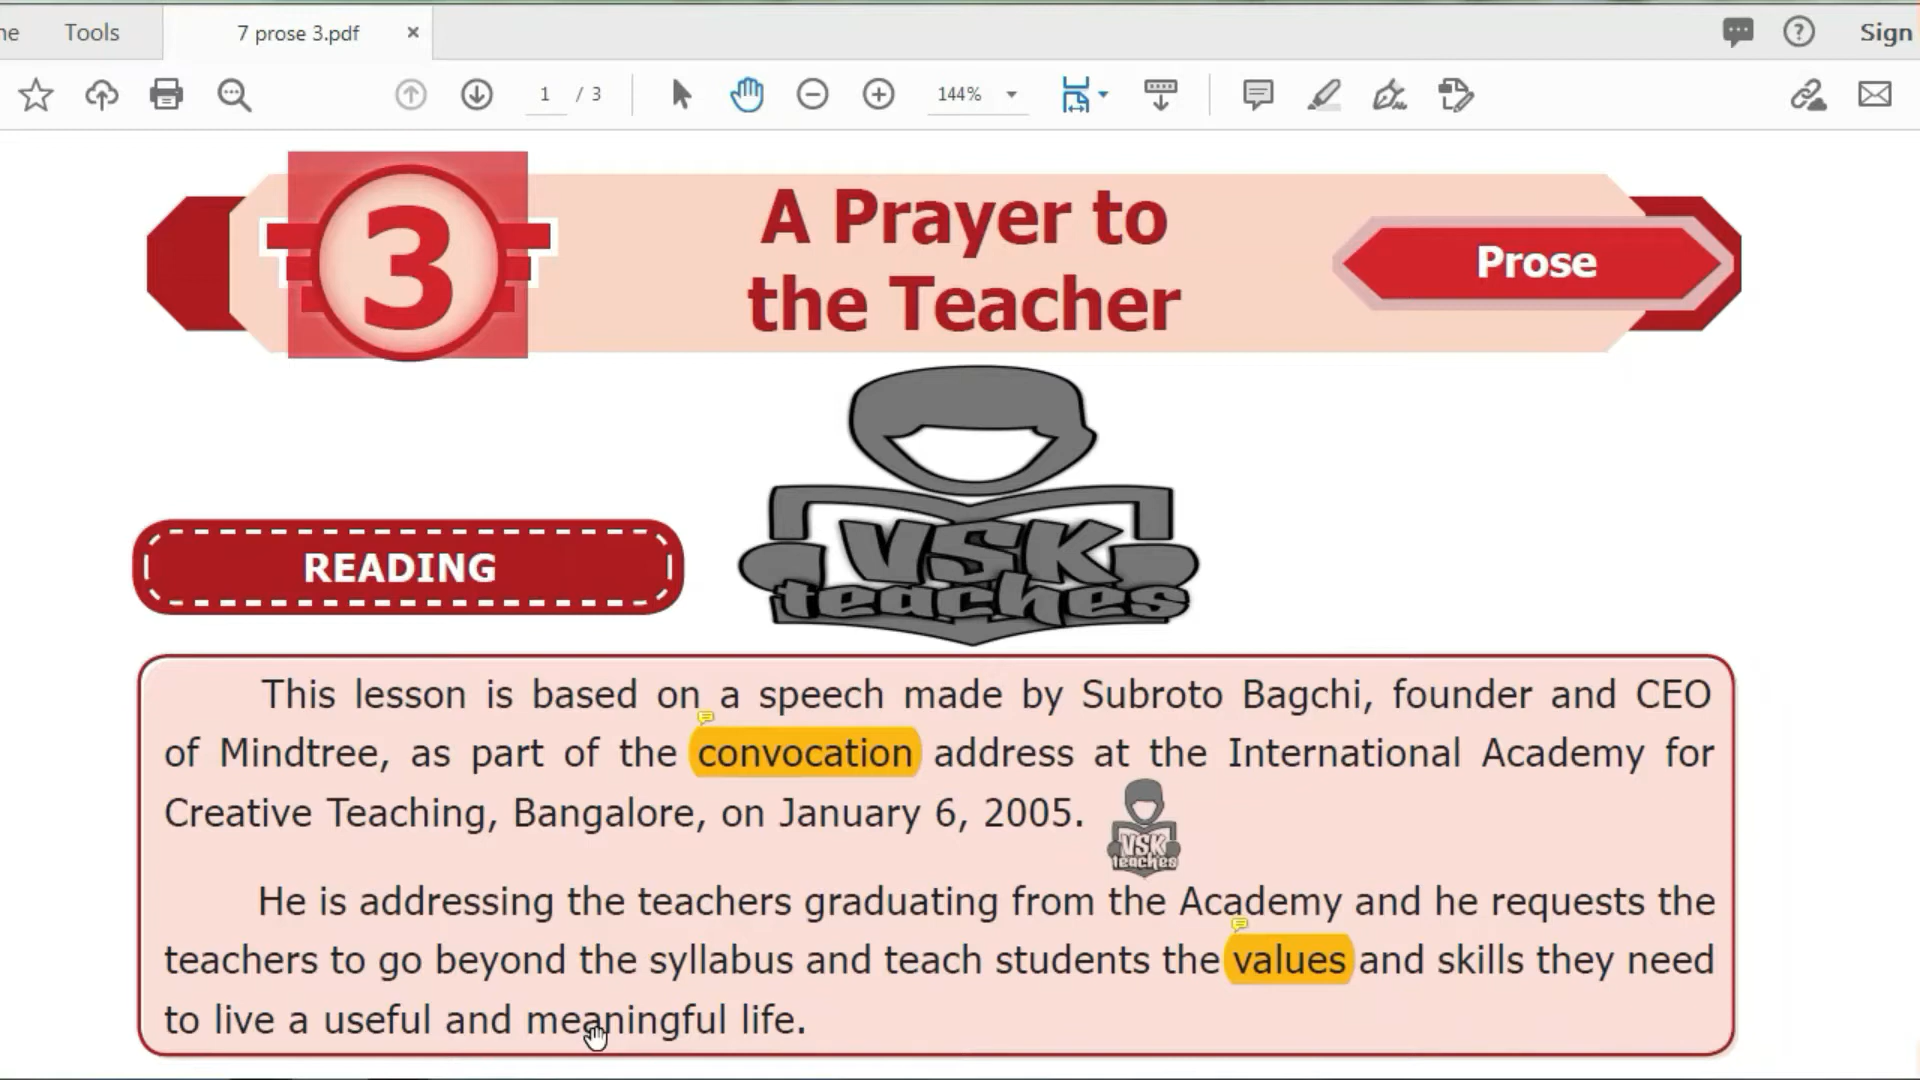 ne Tools 7 prose 3.pdf × Sign
1 / 3 144%
3
A Prayer to
the Teacher
Prose
READING
VSK
teaches
This lesson is based on a speech made by Subroto Bagchi, founder and CEO
of Mindtree, as part of the convocation address at the International Academy for
Creative Teaching, Bangalore, on January 6, 2005.
VSK
teaches
He is addressing the teachers graduating from the Academy and he requests the
teachers to go beyond the syllabus and teach students the values and skills they need
to live a useful and meaningful life.